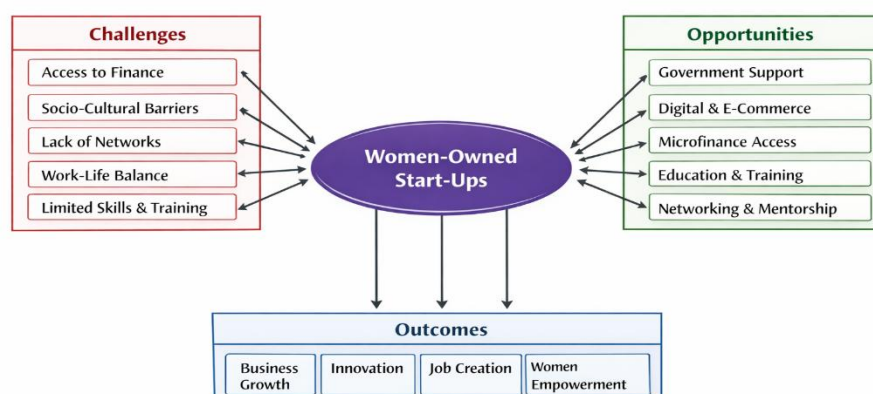 Challenges
Access to Finance
Socio-Cultural Barriers
Lack of Networks
Work-Life Balance
Limited Skills & Training
Women-Owned
Start-Ups
Opportunities
Government Support
Digital & E-Commerce
Microfinance Access
Education & Training
Networking & Mentorship
Outcomes
Business
Growth
Innovation
Job Creation
Women
Empowerment